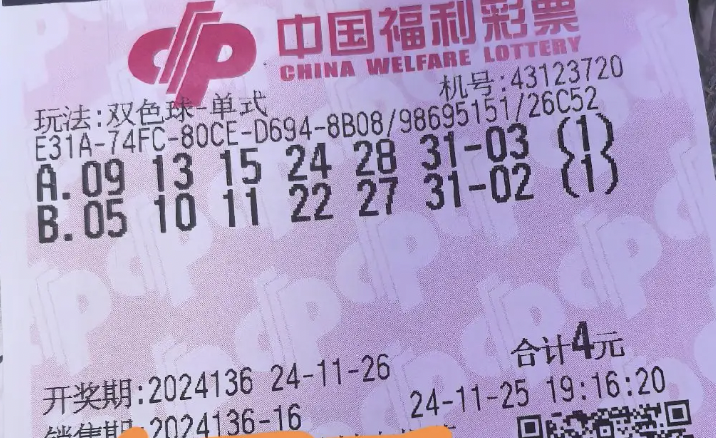 中国福利彩票
CHINA WELFARE LOTTERY
玩法:双色球-单式 机号:43123720
E31A-74FC-80CE-D694-8B08/98695151/26C52
A.09 13 15 24 28 31-03 {1}
B.05 10 11 22 27 31-02 {1}
合计4元
开奖期:2024136 24-11-26
24-11-25 19:16:20
销售期:2024136-16